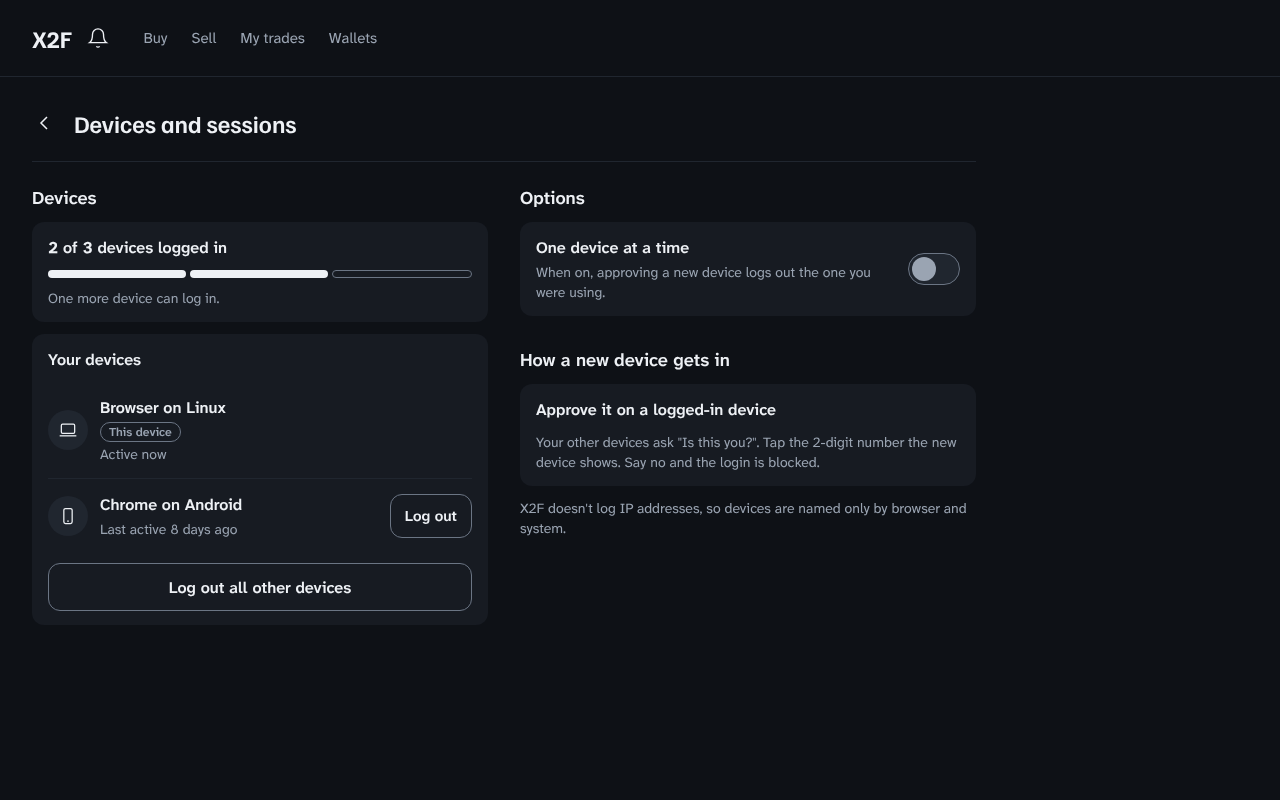 X2F
Buy
Sell
My trades
Wallets
Devices and sessions
Devices
2 of 3 devices logged in
One more device can log in.
Your devices
Browser on Linux
This device
Active now
Chrome on Android
Last active 8 days ago
Log out
Log out all other devices
Options
One device at a time
When on, approving a new device logs out the one you
were using.
How a new device gets in
Approve it on a logged-in device
Your other devices ask "Is this you?". Tap the 2-digit number the new
device shows. Say no and the login is blocked.
X2F doesn't log IP addresses, so devices are named only by browser and
system.